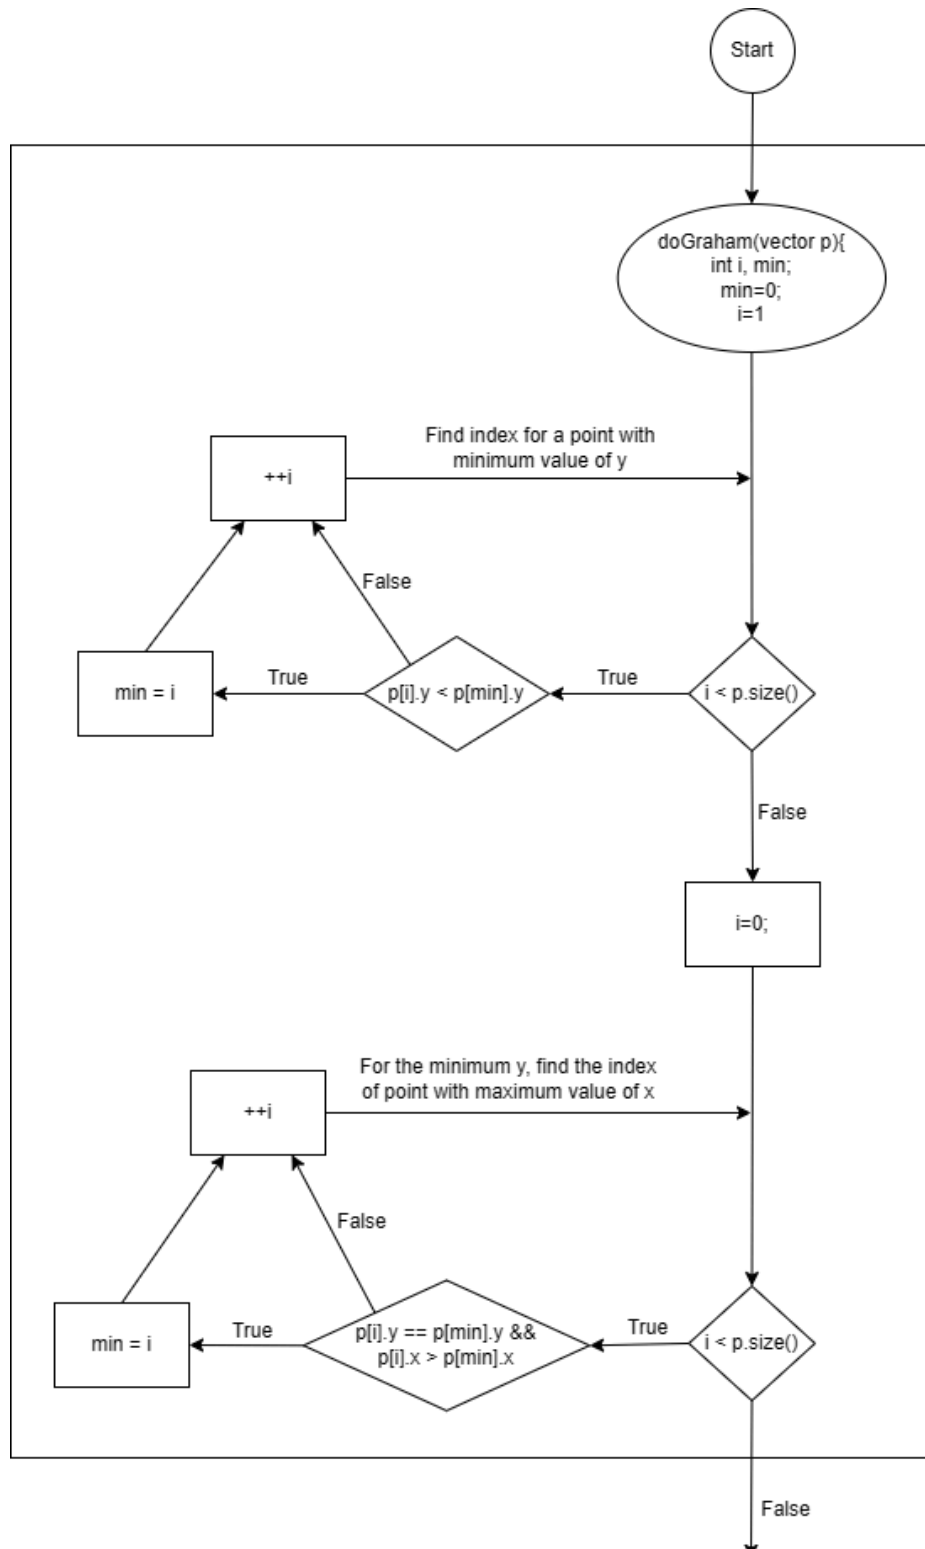 Start
doGraham(vector p){
int i, min;
min=0;
i=1
Find index for a point with
minimum value of y
++i
False
min = i
True
p[i].y < p[min].y
True
i < p.size()
False
i=0;
For the minimum y, find the index
of point with maximum value of x
++i
False
min = i
True
p[i].y == p[min].y &&
p[i].x > p[min].x
True
i < p.size()
False